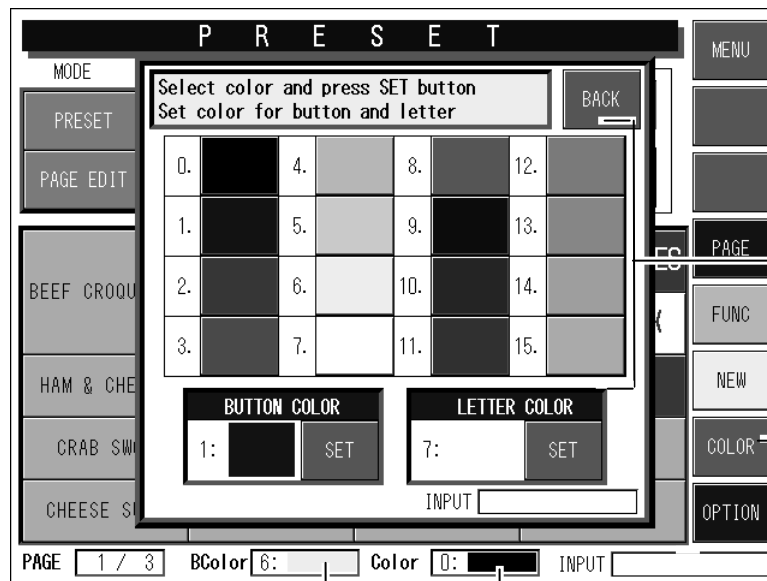 PRESET
MENU
MODE
PRESET
PAGE EDIT
Select color and press SET button
Set color for button and letter
BACK
0. 4. 8. 12.
1. 5. 9. 13.
2. 6. 10. 14.
3. 7. 11. 15.
BUTTON COLOR
1: SET
LETTER COLOR
7: SET
INPUT
BEEF CROQU
HAM & CHE
CRAB SW
CHEESE S
ES
PAGE
FUNC
NEW
COLOR
OPTION
PAGE 1 / 3 BColor 6: Color 0: INPUT